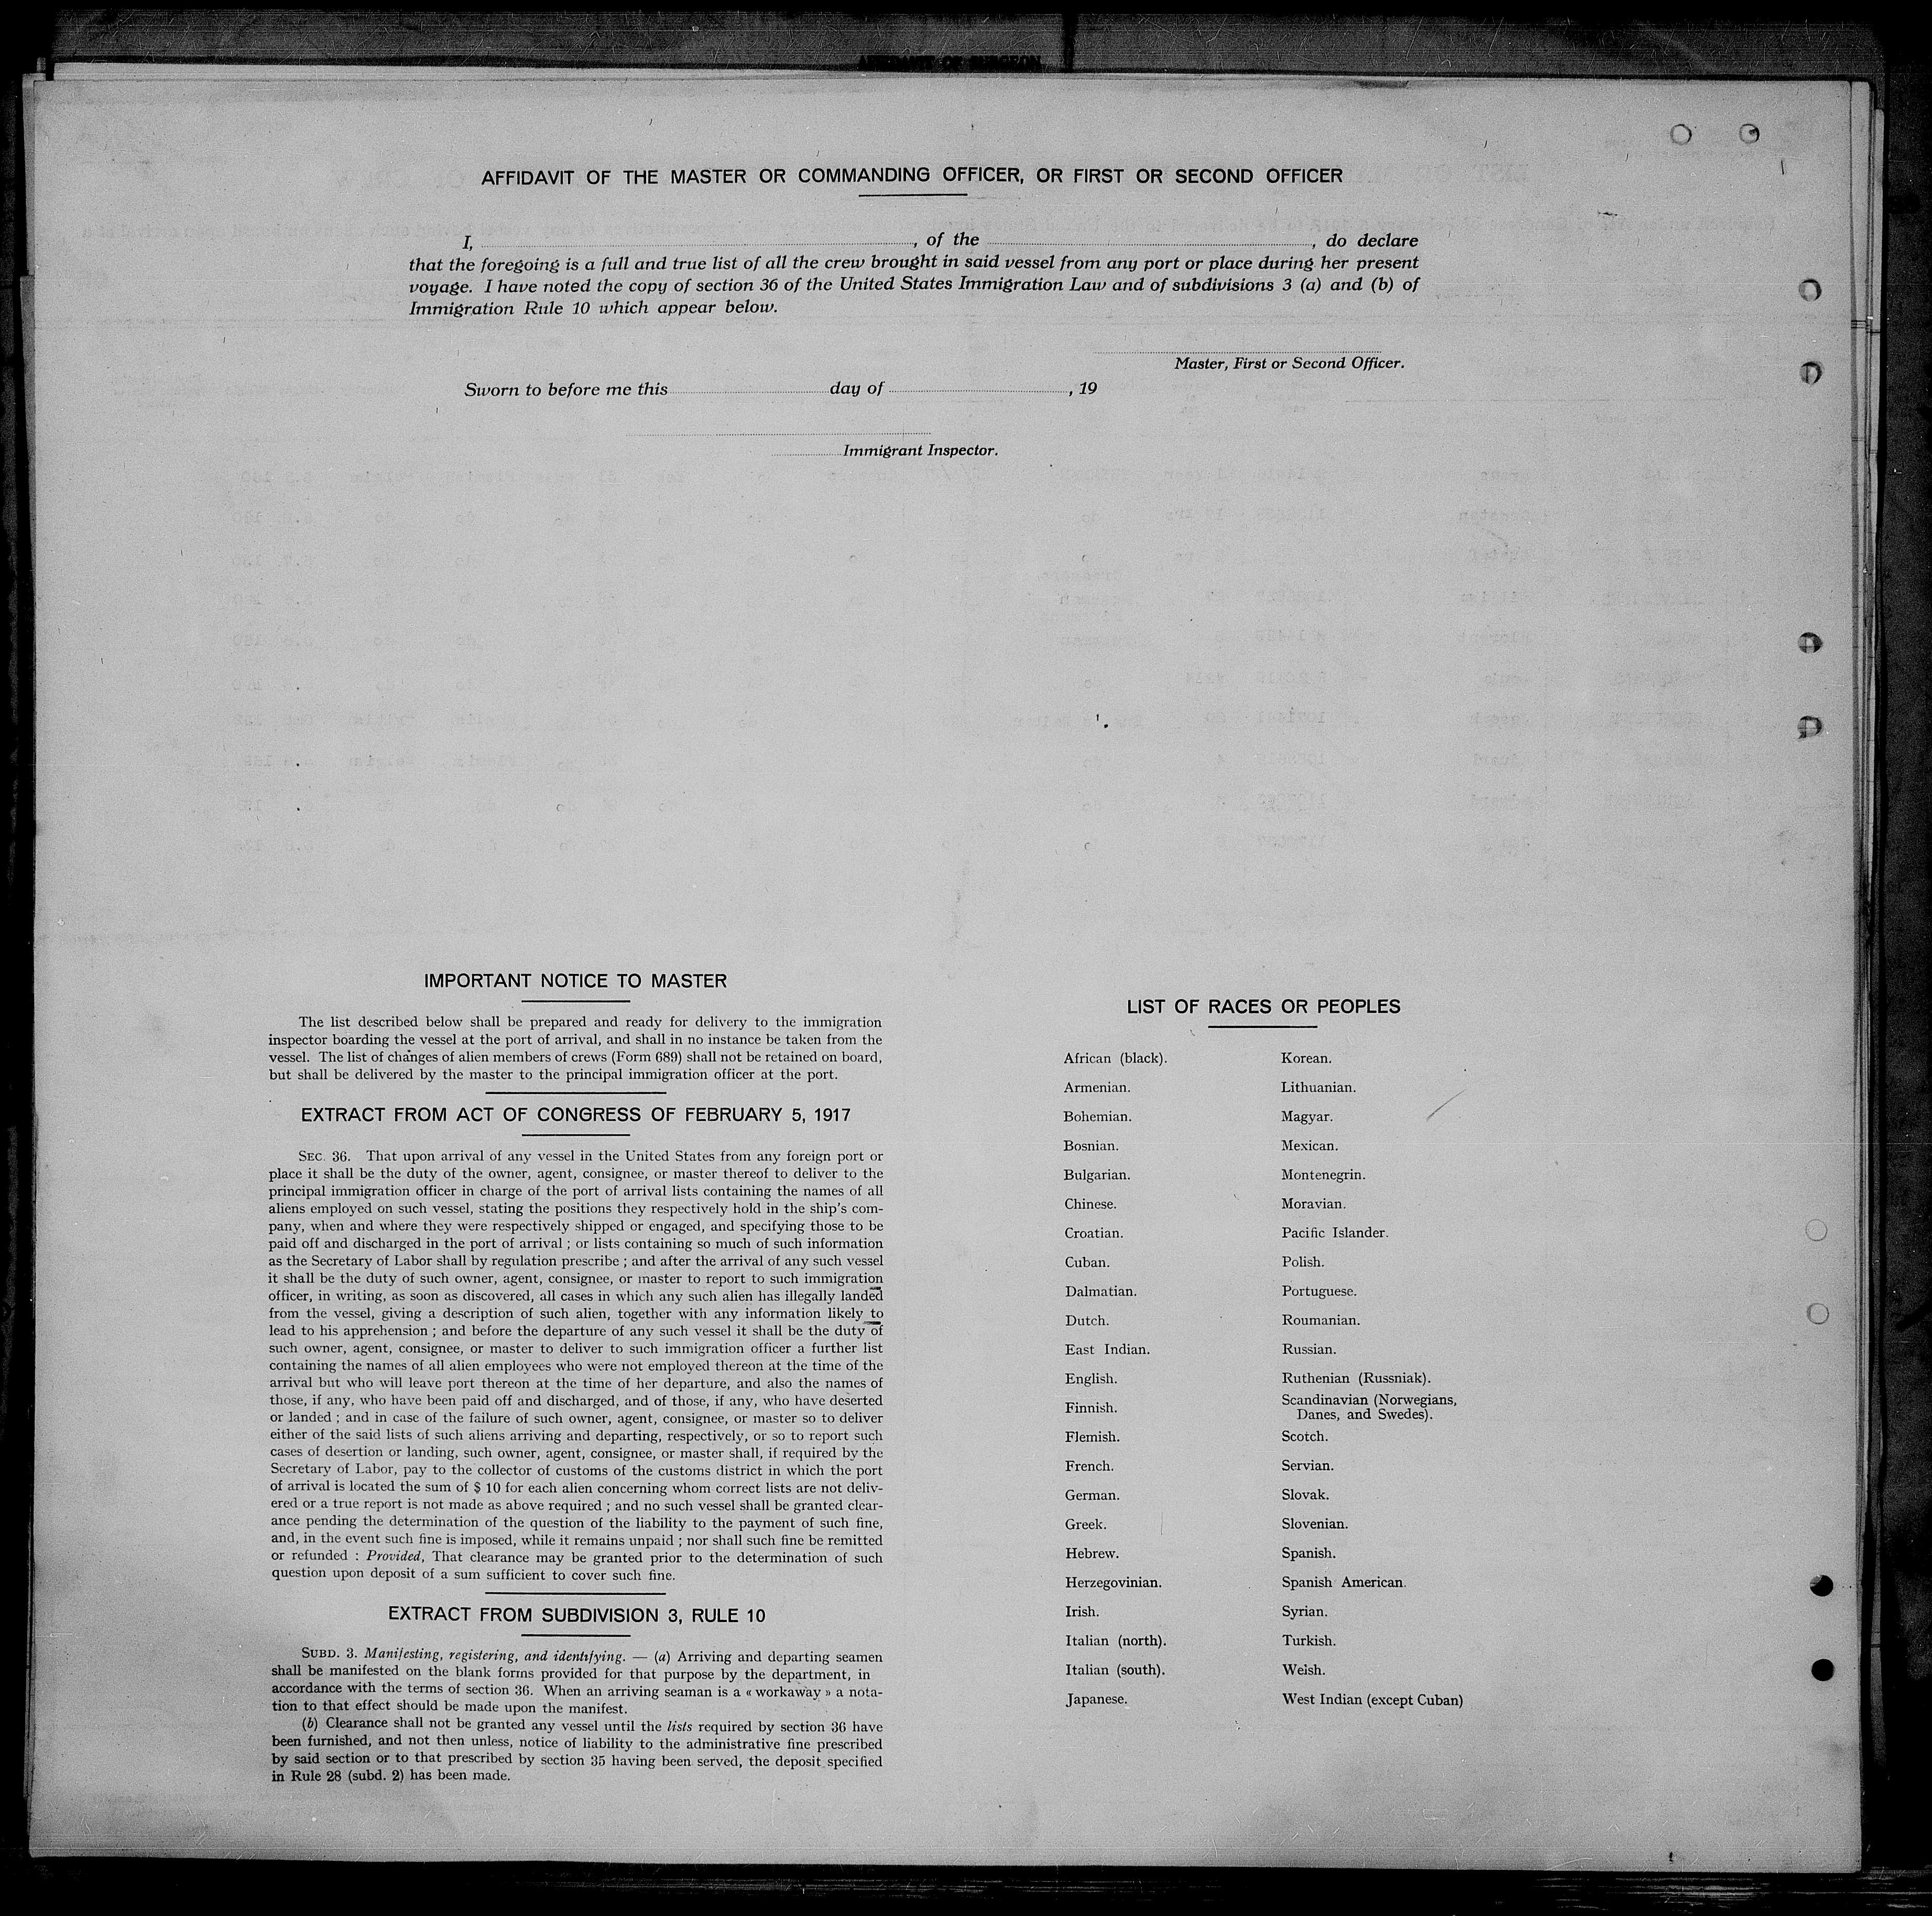 AFFIDAVIT OF SURGEON
AFFIDAVIT OF THE MASTER OR COMMANDING OFFICER, OR FIRST OR SECOND OFFICER
I, , of the , do declare
that the foregoing is a full and true list of all the crew brought in said vessel from any port or place during her present
voyage. I have noted the copy of section 36 of the United States Immigration Law and of subdivisions 3 (a) and (b) of
Immigration Rule 10 which appear below.
Master, First or Second Officer.
Sworn to before me this day of , 19
Immigrant Inspector.
IMPORTANT NOTICE TO MASTER
The list described below shall be prepared and ready for delivery to the immigration
inspector boarding the vessel at the port of arrival, and shall in no instance be taken from the
vessel. The list of changes of alien members of crews (Form 689) shall not be retained on board,
but shall be delivered by the master to the principal immigration officer at the port.
EXTRACT FROM ACT OF CONGRESS OF FEBRUARY 5, 1917
SEC. 36. That upon arrival of any vessel in the United States from any foreign port or
place it shall be the duty of the owner, agent, consignee, or master thereof to deliver to the
principal immigration officer in charge of the port of arrival lists containing the names of all
aliens employed on such vessel, stating the positions they respectively hold in the ship's com-
pany, when and where they were respectively shipped or engaged, and specifying those to be
paid off and discharged in the port of arrival ; or lists containing so much of such information
as the Secretary of Labor shall by regulation prescribe ; and after the arrival of any such vessel
it shall be the duty of such owner, agent, consignee, or master to report to such immigration
officer, in writing, as soon as discovered, all cases in which any such alien has illegally landed
from the vessel, giving a description of such alien, together with any information likely to
lead to his apprehension ; and before the departure of any such vessel it shall be the duty of
such owner, agent, consignee, or master to deliver to such immigration officer a further list
containing the names of all alien employees who were not employed thereon at the time of the
arrival but who will leave port thereon at the time of her departure, and also the names of
those, if any, who have been paid off and discharged, and of those, if any, who have deserted
or landed ; and in case of the failure of such owner, agent, consignee, or master so to deliver
either of the said lists of such aliens arriving and departing, respectively, or so to report such
cases of desertion or landing, such owner, agent, consignee, or master shall, if required by the
Secretary of Labor, pay to the collector of customs of the customs district in which the port
of arrival is located the sum of $ 10 for each alien concerning whom correct lists are not deliv-
ered or a true report is not made as above required ; and no such vessel shall be granted clear-
ance pending the determination of the question of the liability to the payment of such fine,
and, in the event such fine is imposed, while it remains unpaid ; nor shall such fine be remitted
or refunded : Provided, That clearance may be granted prior to the determination of such
question upon deposit of a sum sufficient to cover such fine.
EXTRACT FROM SUBDIVISION 3, RULE 10
SUBD. 3. Manifesting, registering, and identifying. — (a) Arriving and departing seamen
shall be manifested on the blank forms provided for that purpose by the department, in
accordance with the terms of section 36. When an arriving seaman is a « workaway » a nota-
tion to that effect should be made upon the manifest.
(b) Clearance shall not be granted any vessel until the lists required by section 36 have
been furnished, and not then unless, notice of liability to the administrative fine prescribed
by said section or to that prescribed by section 35 having been served, the deposit specified
in Rule 28 (subd. 2) has been made.
LIST OF RACES OR PEOPLES
African (black).
Armenian.
Bohemian.
Bosnian.
Bulgarian.
Chinese.
Croatian.
Cuban.
Dalmatian.
Dutch.
East Indian.
English.
Finnish.
Flemish.
French.
German.
Greek.
Hebrew.
Herzegovinian.
Irish.
Italian (north).
Italian (south).
Japanese.
Korean.
Lithuanian.
Magyar.
Mexican.
Montenegrin.
Moravian.
Pacific Islander.
Polish.
Portuguese.
Roumanian.
Russian.
Ruthenian (Russniak).
Scandinavian (Norwegians,
Danes, and Swedes).
Scotch.
Servian.
Slovak.
Slovenian.
Spanish.
Spanish American.
Syrian.
Turkish.
Welsh.
West Indian (except Cuban)